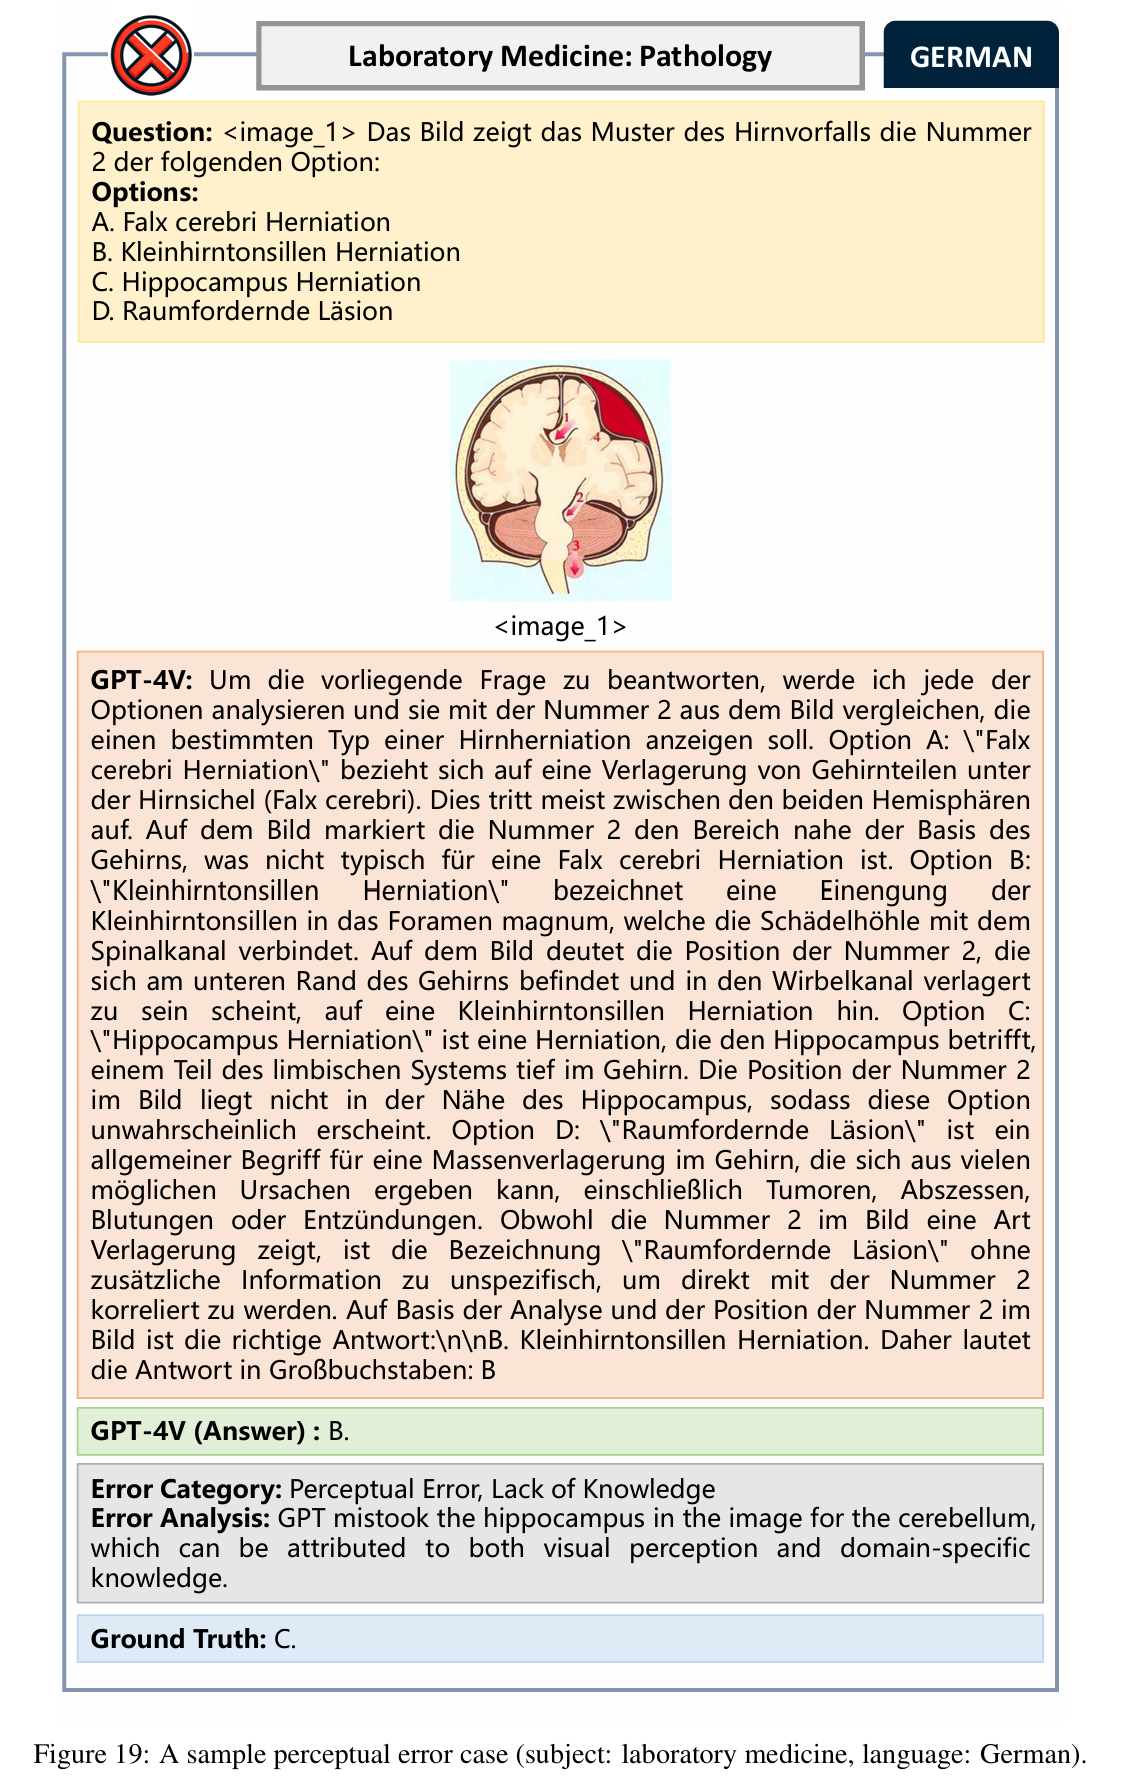 Laboratory Medicine: Pathology
GERMAN
Question: <image_1> Das Bild zeigt das Muster des Hirnvorfalls die Nummer
2 der folgenden Option:
Options:
A. Falx cerebri Herniation
B. Kleinhirntonsillen Herniation
C. Hippocampus Herniation
D. Raumfordernde Läsion
1
4
2
3
<image_1>
GPT-4V: Um die vorliegende Frage zu beantworten, werde ich jede der
Optionen analysieren und sie mit der Nummer 2 aus dem Bild vergleichen, die
einen bestimmten Typ einer Hirnherniation anzeigen soll. Option A: \"Falx
cerebri Herniation\" bezieht sich auf eine Verlagerung von Gehirnteilen unter
der Hirnsichel (Falx cerebri). Dies tritt meist zwischen den beiden Hemisphären
auf. Auf dem Bild markiert die Nummer 2 den Bereich nahe der Basis des
Gehirns, was nicht typisch für eine Falx cerebri Herniation ist. Option B:
\"Kleinhirntonsillen Herniation\" bezeichnet eine Einengung der
Kleinhirntonsillen in das Foramen magnum, welche die Schädelhöhle mit dem
Spinalkanal verbindet. Auf dem Bild deutet die Position der Nummer 2, die
sich am unteren Rand des Gehirns befindet und in den Wirbelkanal verlagert
zu sein scheint, auf eine Kleinhirntonsillen Herniation hin. Option C:
\"Hippocampus Herniation\" ist eine Herniation, die den Hippocampus betrifft,
einem Teil des limbischen Systems tief im Gehirn. Die Position der Nummer 2
im Bild liegt nicht in der Nähe des Hippocampus, sodass diese Option
unwahrscheinlich erscheint. Option D: \"Raumfordernde Läsion\" ist ein
allgemeiner Begriff für eine Massenverlagerung im Gehirn, die sich aus vielen
möglichen Ursachen ergeben kann, einschließlich Tumoren, Abszessen,
Blutungen oder Entzündungen. Obwohl die Nummer 2 im Bild eine Art
Verlagerung zeigt, ist die Bezeichnung \"Raumfordernde Läsion\" ohne
zusätzliche Information zu unspezifisch, um direkt mit der Nummer 2
korreliert zu werden. Auf Basis der Analyse und der Position der Nummer 2 im
Bild ist die richtige Antwort:\n\nB. Kleinhirntonsillen Herniation. Daher lautet
die Antwort in Großbuchstaben: B
GPT-4V (Answer) : B.
Error Category: Perceptual Error, Lack of Knowledge
Error Analysis: GPT mistook the hippocampus in the image for the cerebellum,
which can be attributed to both visual perception and domain-specific
knowledge.
Ground Truth: C.
Figure 19: A sample perceptual error case (subject: laboratory medicine, language: German).